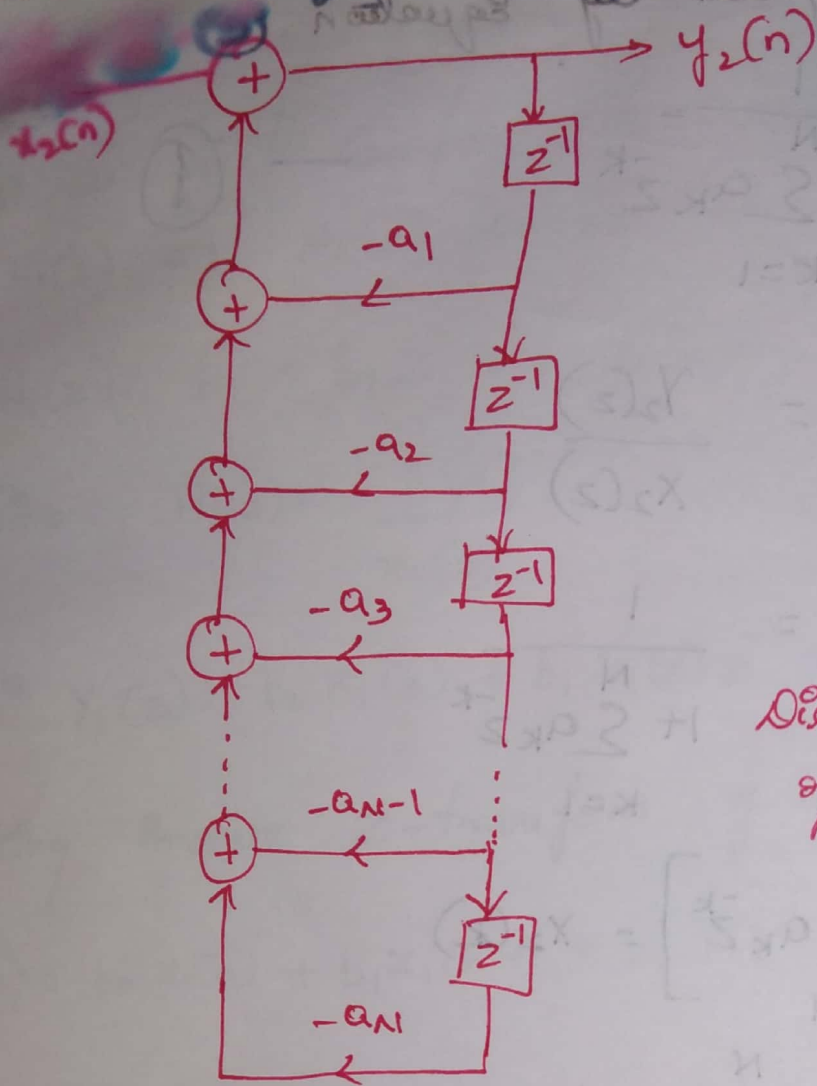 y₂(n)
x₂(n)
+
z⁻¹
-a₁
+
z⁻¹
-a₂
+
z⁻¹
-a₃
+
-aN-1
+
z⁻¹
-aN